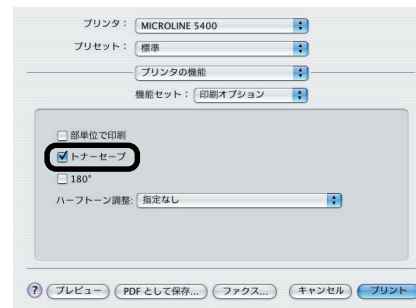 プリンタ： MICROLINE 5400
プリセット： 標準
プリンタの機能
機能セット： 印刷オプション
部単位で印刷
トナーセーブ
180°
ハーフトーン調整: 指定なし
? プレビュー PDF として保存... ファクス... キャンセル プリント